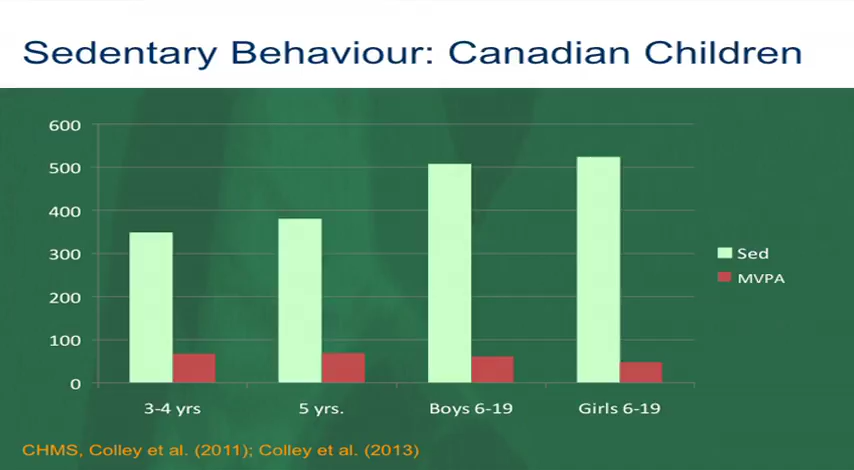 Sedentary Behaviour: Canadian Children
600
500
400
300
200
100
0
3-4 yrs
5 yrs.
Boys 6-19
Girls 6-19
Sed
MVPA
CHMS, Colley et al. (2011); Colley et al. (2013)